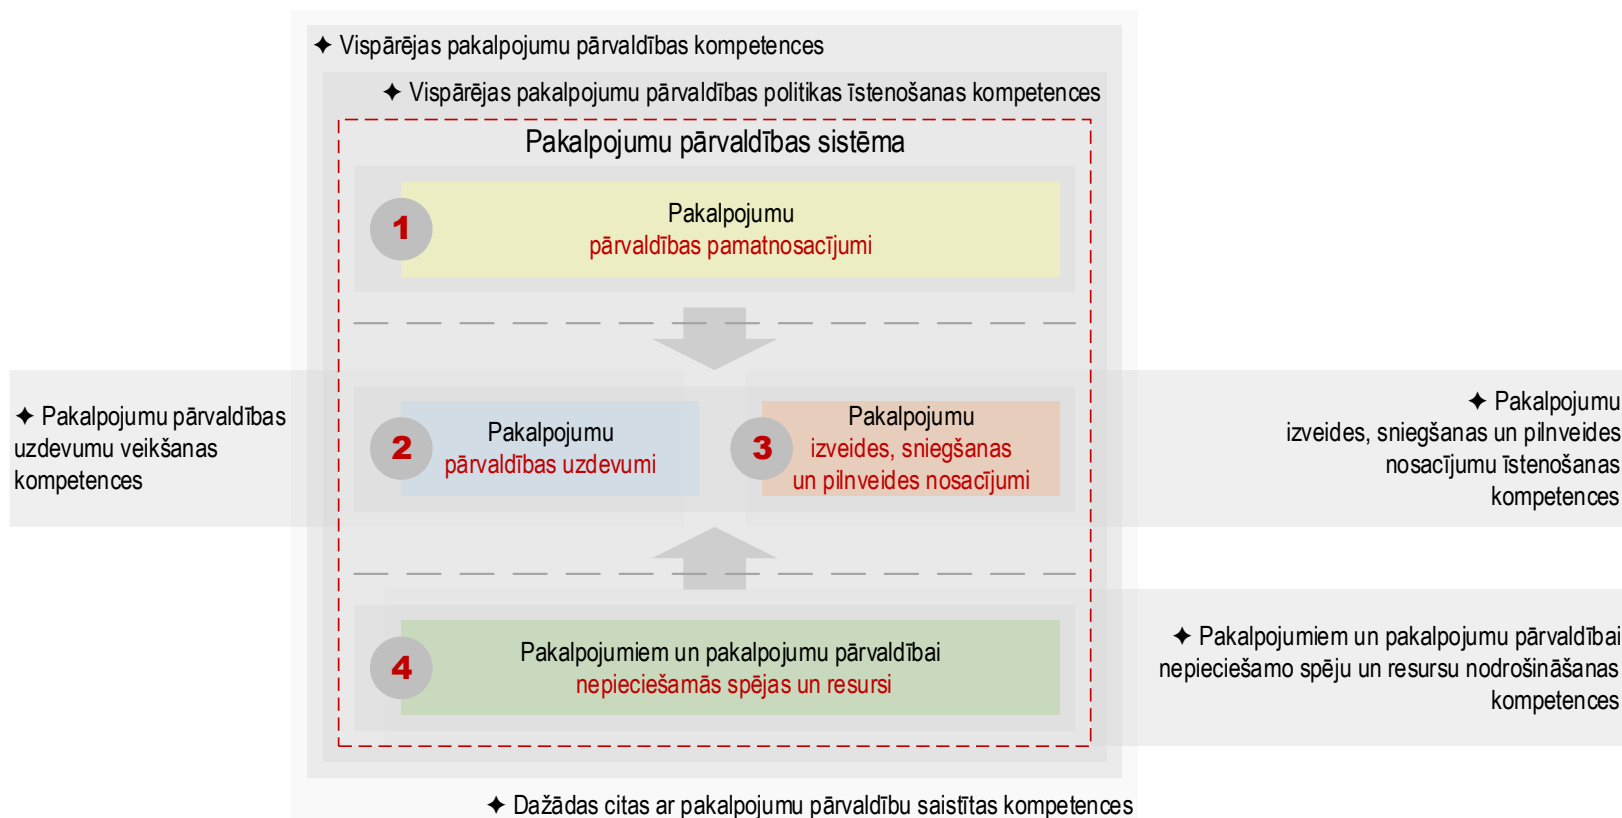 ✦ Vispārējas pakalpojumu pārvaldības kompetences
✦ Vispārējas pakalpojumu pārvaldības politikas īstenošanas kompetences
Pakalpojumu pārvaldības sistēma
1
Pakalpojumu
pārvaldības pamatnosacījumi
✦ Pakalpojumu pārvaldības
uzdevumu veikšanas
kompetences
2
Pakalpojumu
pārvaldības uzdevumi
3
Pakalpojumu
izveides, sniegšanas
un pilnveides nosacījumi
✦ Pakalpojumu
izveides, sniegšanas un pilnveides
nosacījumu īstenošanas
kompetences
4
Pakalpojumiem un pakalpojumu pārvaldībai
nepieciešamās spējas un resursi
✦ Pakalpojumiem un pakalpojumu pārvaldībai
nepieciešamo spēju un resursu nodrošināšanas
kompetences
✦ Dažādas citas ar pakalpojumu pārvaldību saistītas kompetences